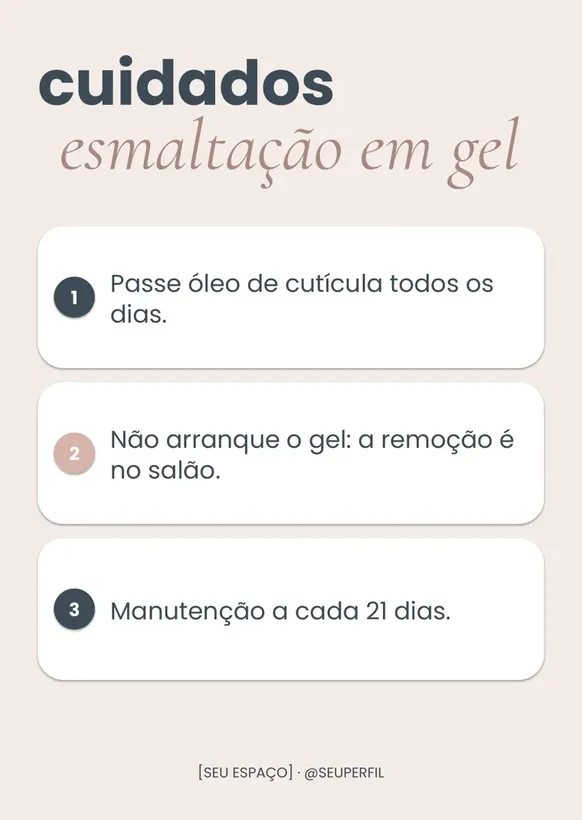 cuidados
esmaltação em gel
1
Passe óleo de cutícula todos os
dias.
2
Não arranque o gel: a remoção é
no salão.
3
Manutenção a cada 21 dias.
[SEU ESPAÇO] · @SEUPERFIL